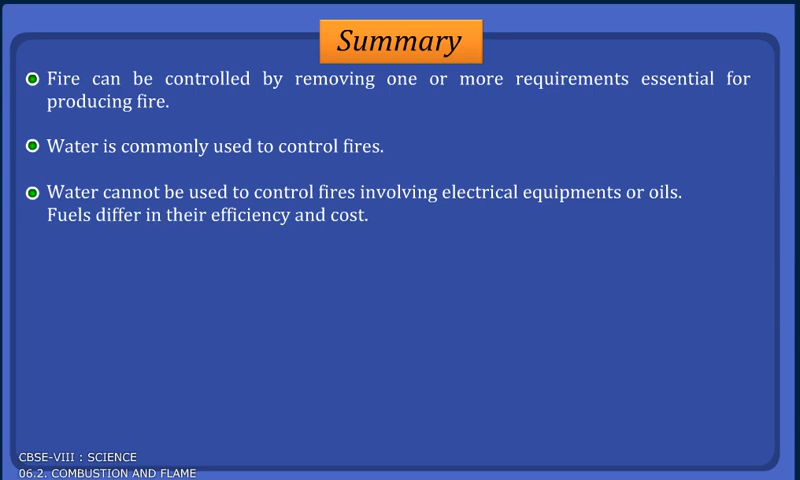 Summary
Fire can be controlled by removing one or more requirements essential for
producing fire.
Water is commonly used to control fires.
Water cannot be used to control fires involving electrical equipments or oils.
Fuels differ in their efficiency and cost.
CBSE-VIII : SCIENCE
06.2. COMBUSTION AND FLAME